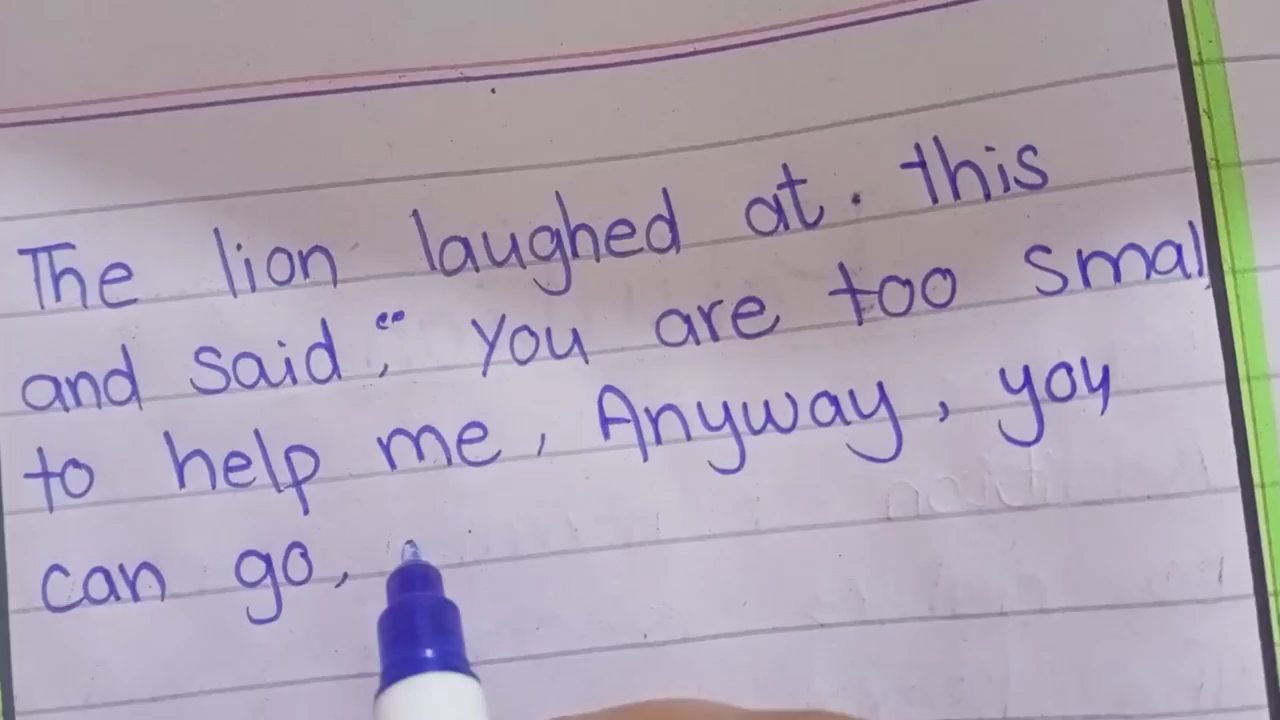 The lion laughed at. this
and said, “ You are too smal
to help me, Anyway, you
can go,